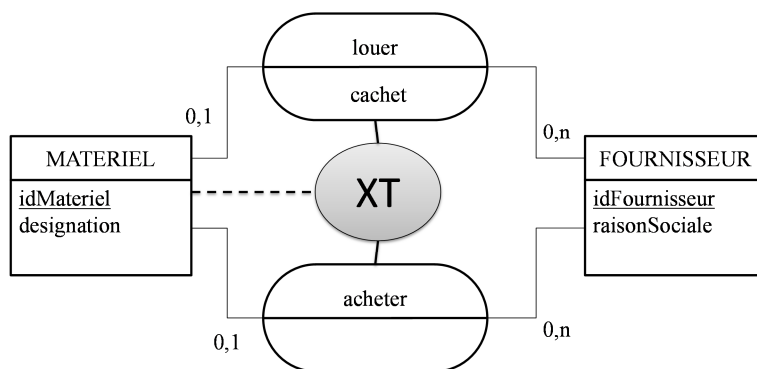 louer
cachet
0,1
0,n
MATERIEL
FOURNISSEUR
XT
idMateriel
designation
idFournisseur
raisonSociale
acheter
0,1
0,n